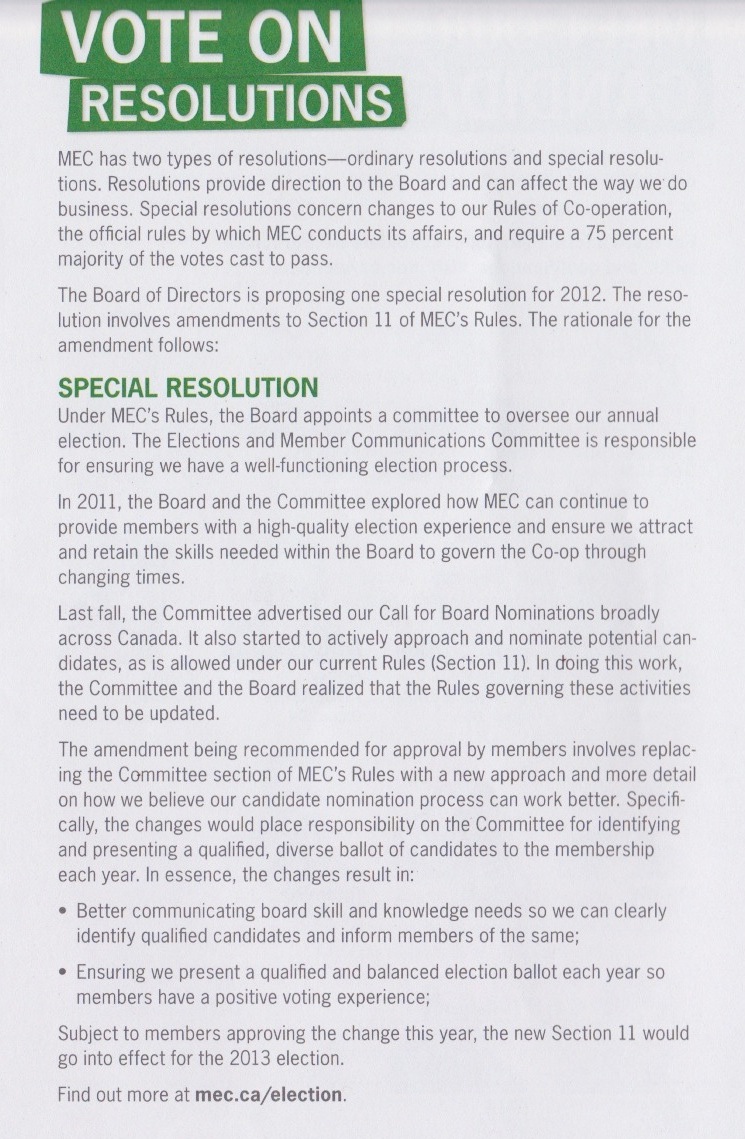 VOTE ON
RESOLUTIONS
MEC has two types of resolutions—ordinary resolutions and special resolu-
tions. Resolutions provide direction to the Board and can affect the way we do
business. Special resolutions concern changes to our Rules of Co-operation,
the official rules by which MEC conducts its affairs, and require a 75 percent
majority of the votes cast to pass.
The Board of Directors is proposing one special resolution for 2012. The reso-
lution involves amendments to Section 11 of MEC's Rules. The rationale for the
amendment follows:
SPECIAL RESOLUTION
Under MEC's Rules, the Board appoints a committee to oversee our annual
election. The Elections and Member Communications Committee is responsible
for ensuring we have a well-functioning election process.
In 2011, the Board and the Committee explored how MEC can continue to
provide members with a high-quality election experience and ensure we attract
and retain the skills needed within the Board to govern the Co-op through
changing times.
Last fall, the Committee advertised our Call for Board Nominations broadly
across Canada. It also started to actively approach and nominate potential can-
didates, as is allowed under our current Rules (Section 11). In doing this work,
the Committee and the Board realized that the Rules governing these activities
need to be updated.
The amendment being recommended for approval by members involves replac-
ing the Committee section of MEC's Rules with a new approach and more detail
on how we believe our candidate nomination process can work better. Specifi-
cally, the changes would place responsibility on the Committee for identifying
and presenting a qualified, diverse ballot of candidates to the membership
each year. In essence, the changes result in:
• Better communicating board skill and knowledge needs so we can clearly
identify qualified candidates and inform members of the same;
• Ensuring we present a qualified and balanced election ballot each year so
members have a positive voting experience;
Subject to members approving the change this year, the new Section 11 would
go into effect for the 2013 election.
Find out more at mec.ca/election.